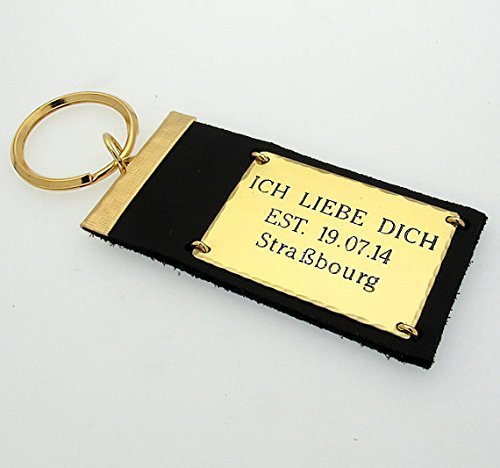 ICH LIEBE DICH
EST. 19.07.14
Straßbourg